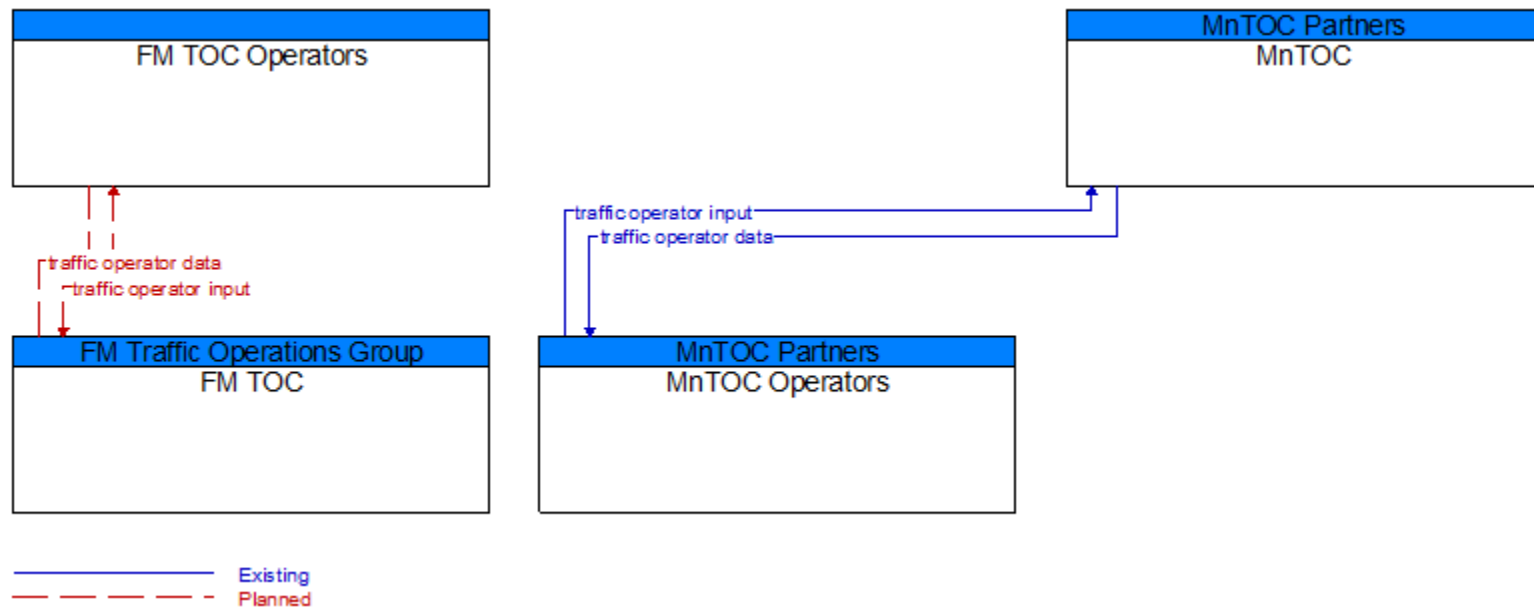 FM TOC Operators
MnTOC Partners
MnTOC
traffic operator input
traffic operator data
traffic operator data
traffic operator input
FM Traffic Operations Group
FM TOC
MnTOC Partners
MnTOC Operators
Existing
Planned